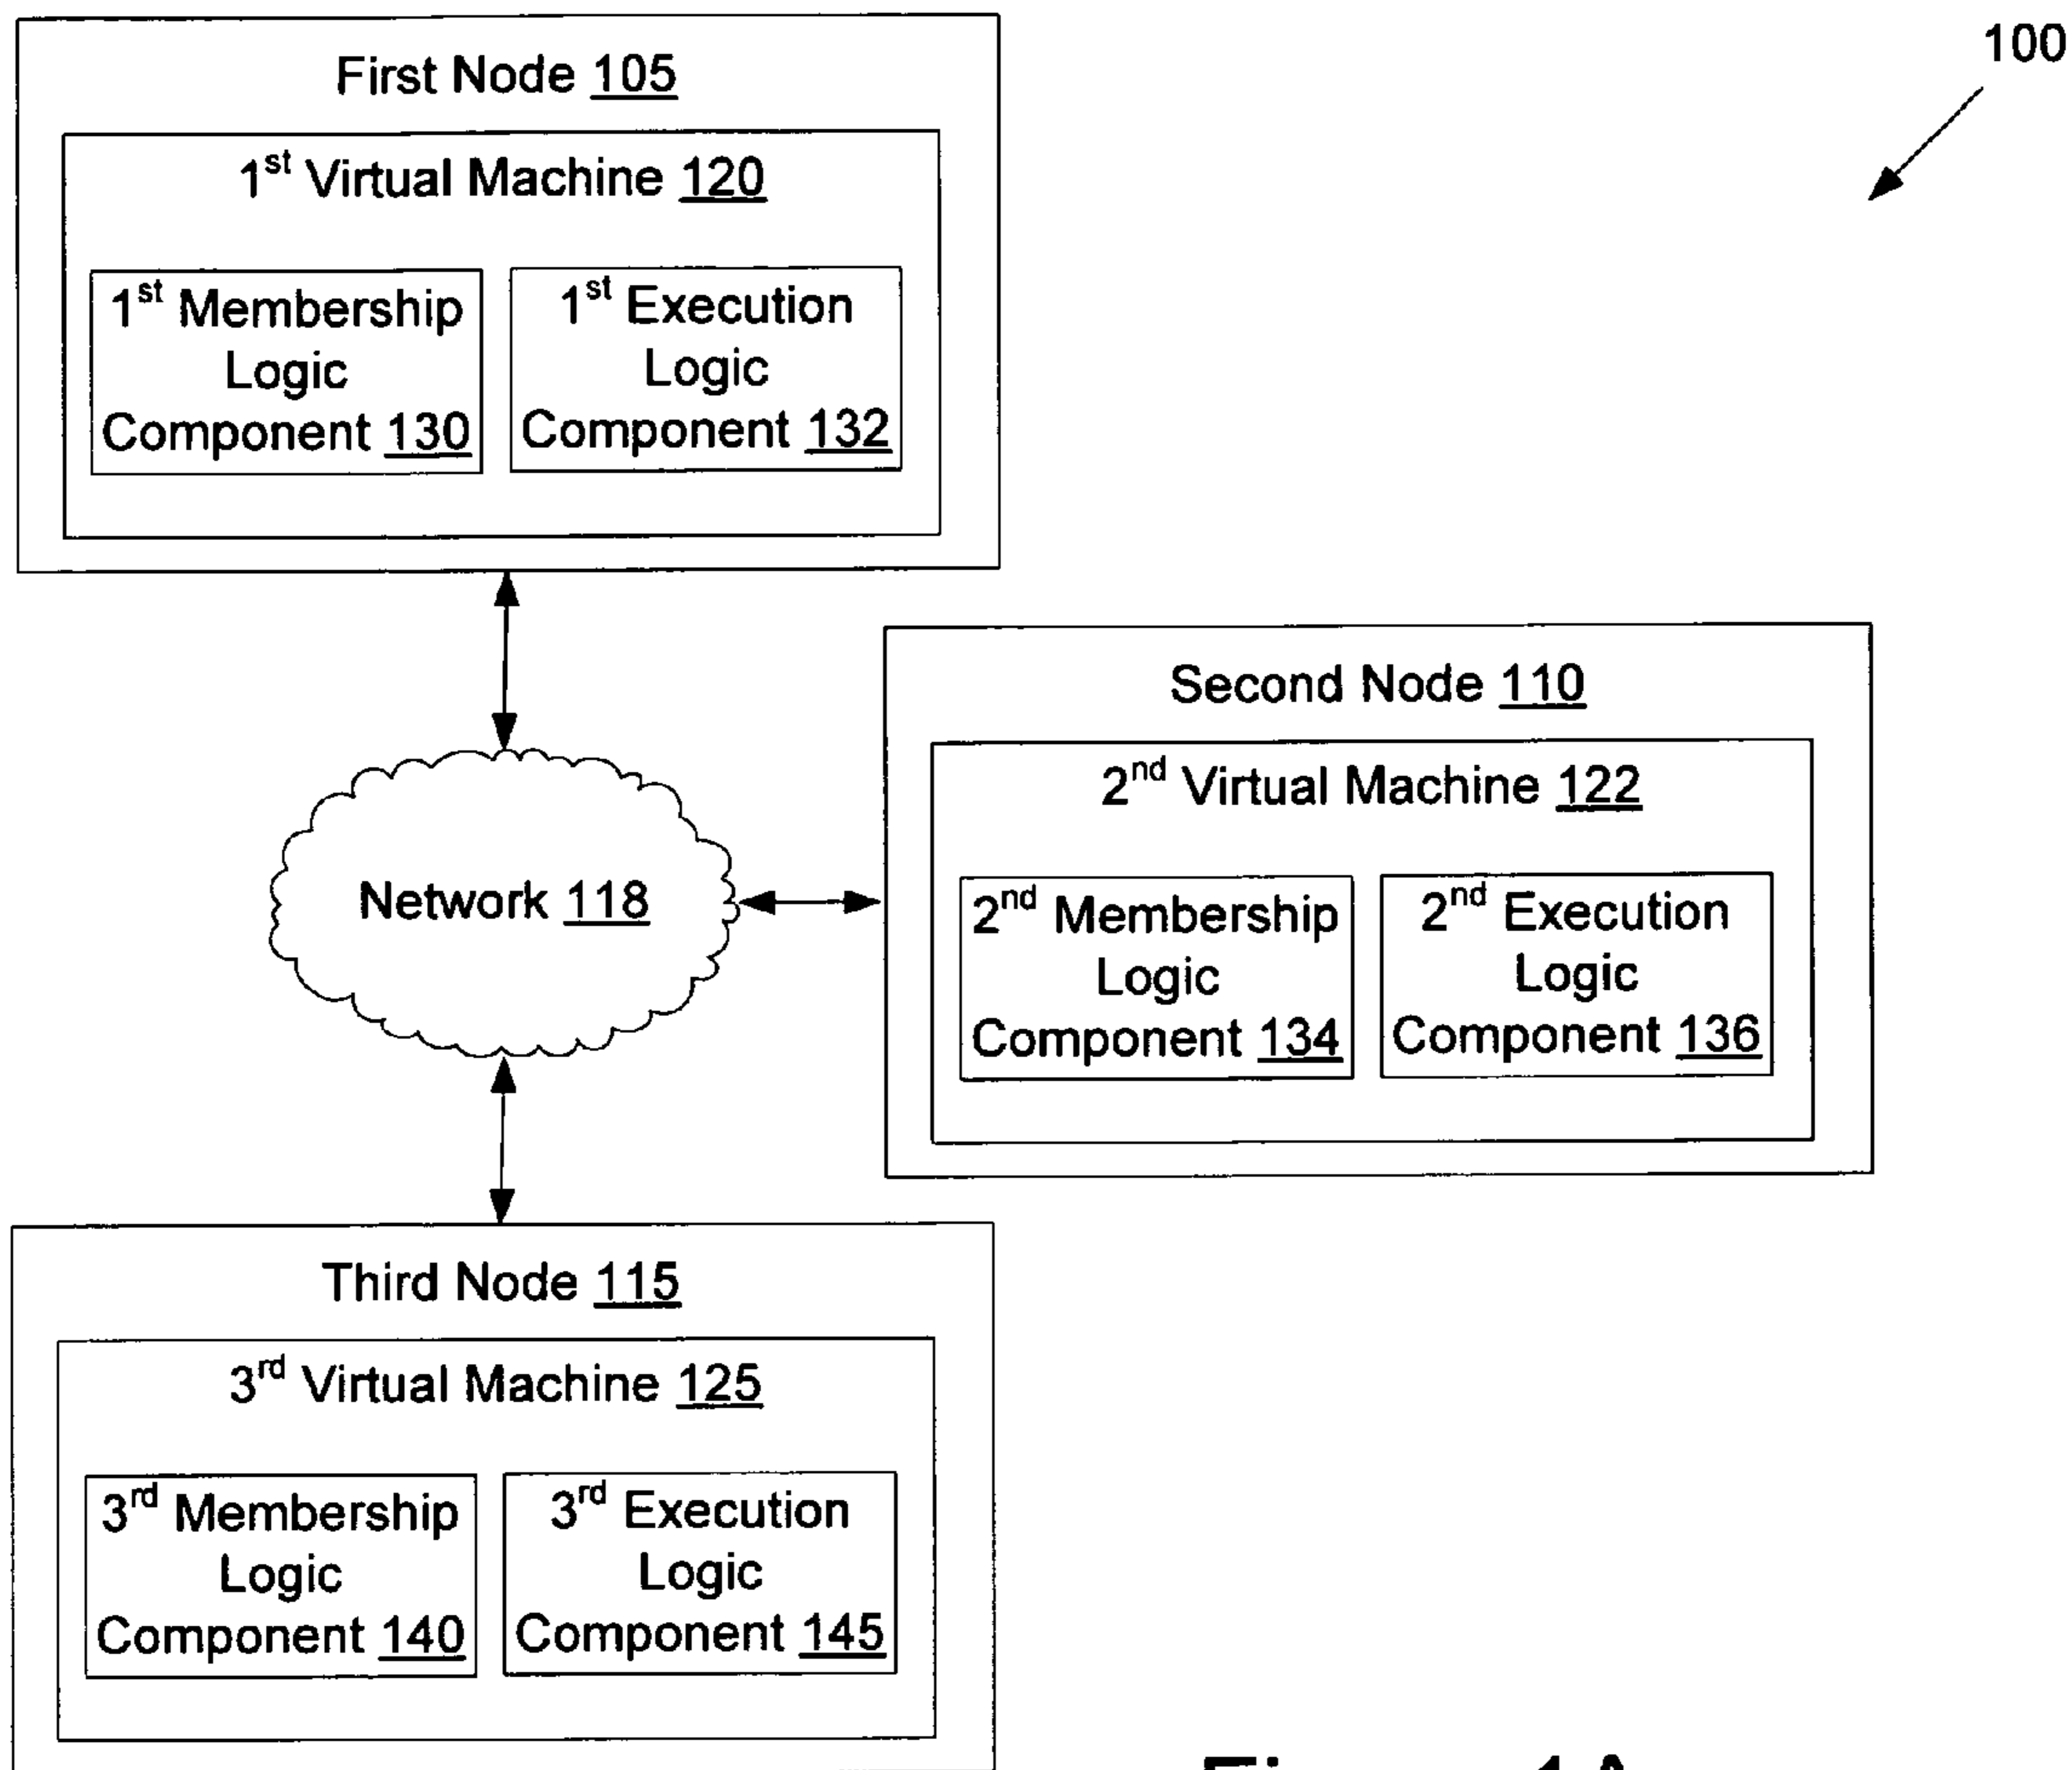 100
First Node 105
1st Virtual Machine 120
1st Membership
Logic
Component 130
1st Execution
Logic
Component 132
Second Node 110
2nd Virtual Machine 122
2nd Membership
Logic
Component 134
2nd Execution
Logic
Component 136
Network 118
Third Node 115
3rd Virtual Machine 125
3rd Membership
Logic
Component 140
3rd Execution
Logic
Component 145